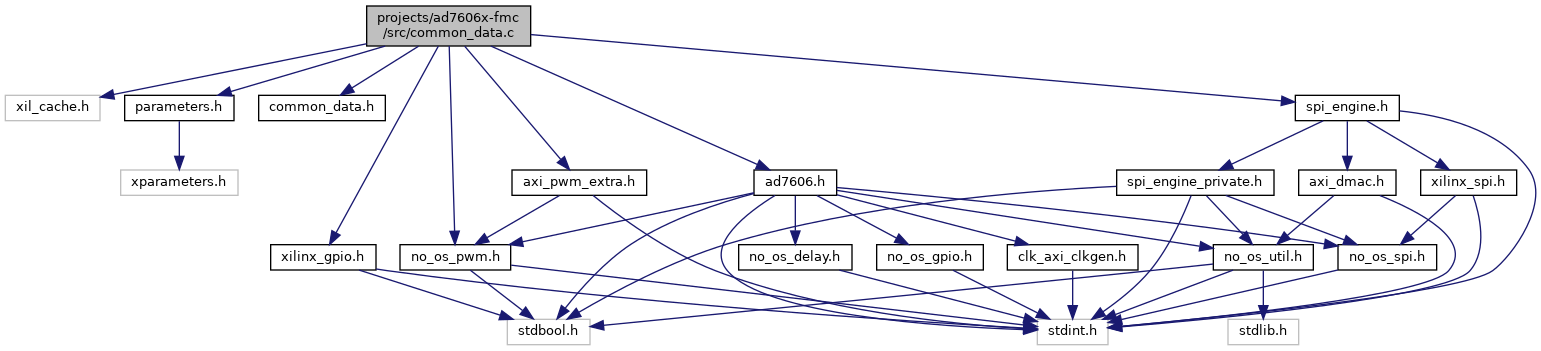 projects/ad7606x-fmc
/src/common_data.c
xil_cache.h
parameters.h
common_data.h
spi_engine.h
xparameters.h
axi_pwm_extra.h
ad7606.h
spi_engine_private.h
axi_dmac.h
xilinx_spi.h
xilinx_gpio.h
no_os_pwm.h
no_os_delay.h
no_os_gpio.h
clk_axi_clkgen.h
no_os_util.h
no_os_spi.h
stdbool.h
stdint.h
stdlib.h